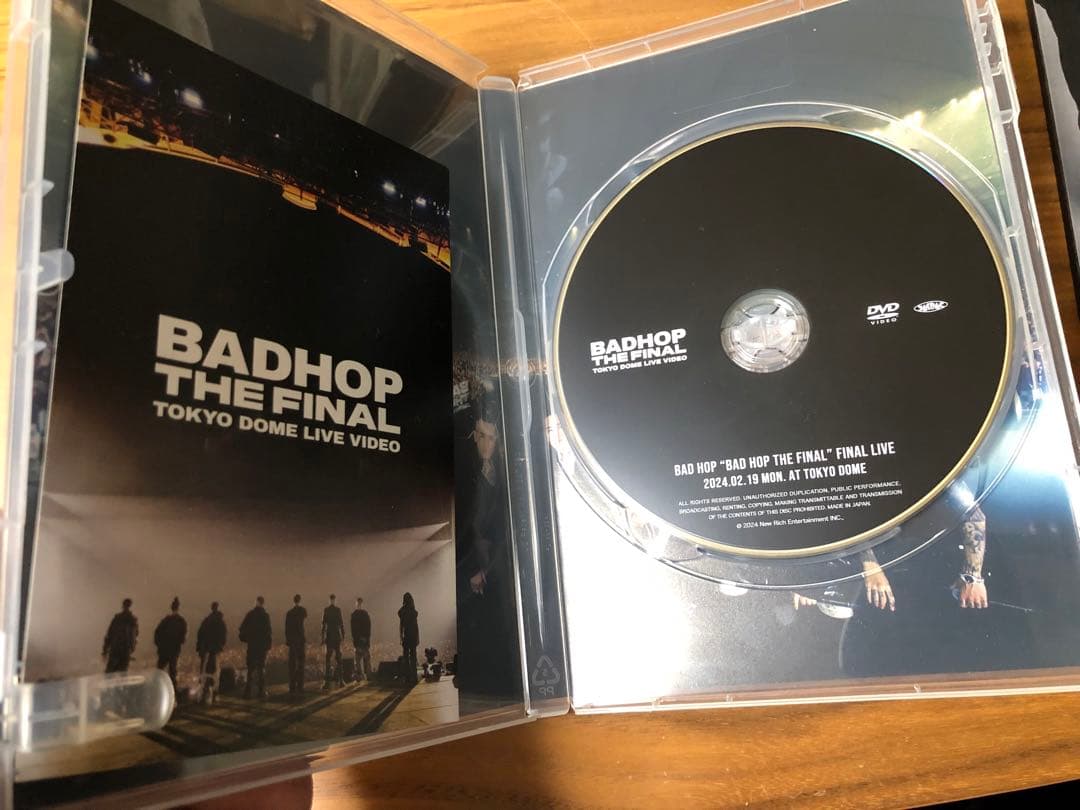 BADHOP
THE FINAL
TOKYO DOME LIVE VIDEO
PP
BADHOP
THE FINAL
TOKYO DOME LIVE VIDEO
DVD
VIDEO
BAD HOP “BAD HOP THE FINAL” FINAL LIVE
2024.02.19 MON. AT TOKYO DOME
ALL RIGHTS RESERVED. UNAUTHORIZED DUPLICATION, PUBLIC PERFORMANCE,
BROADCASTING, RENTING, COPYING, MAKING TRANSMITTABLE AND TRANSMISSION
OF THE CONTENTS OF THIS DISC PROHIBITED. MADE IN JAPAN.
© 2024 New Rich Entertainment INC.,